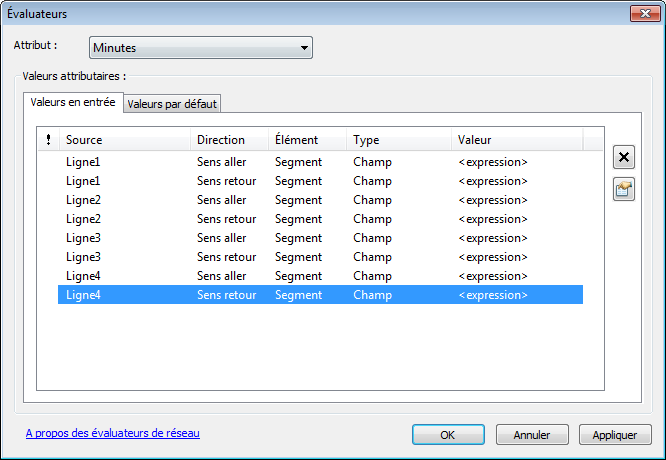 Évaluateurs
Attribut : Minutes
Valeurs attributaires :
Valeurs en entrée Valeurs par défaut
! Source Direction Élément Type Valeur
Ligne1 Sens aller Segment Champ <expression>
Ligne1 Sens retour Segment Champ <expression>
Ligne2 Sens aller Segment Champ <expression>
Ligne2 Sens retour Segment Champ <expression>
Ligne3 Sens aller Segment Champ <expression>
Ligne3 Sens retour Segment Champ <expression>
Ligne4 Sens aller Segment Champ <expression>
Ligne4 Sens retour Segment Champ <expression>
A propos des évaluateurs de réseau OK Annuler Appliquer